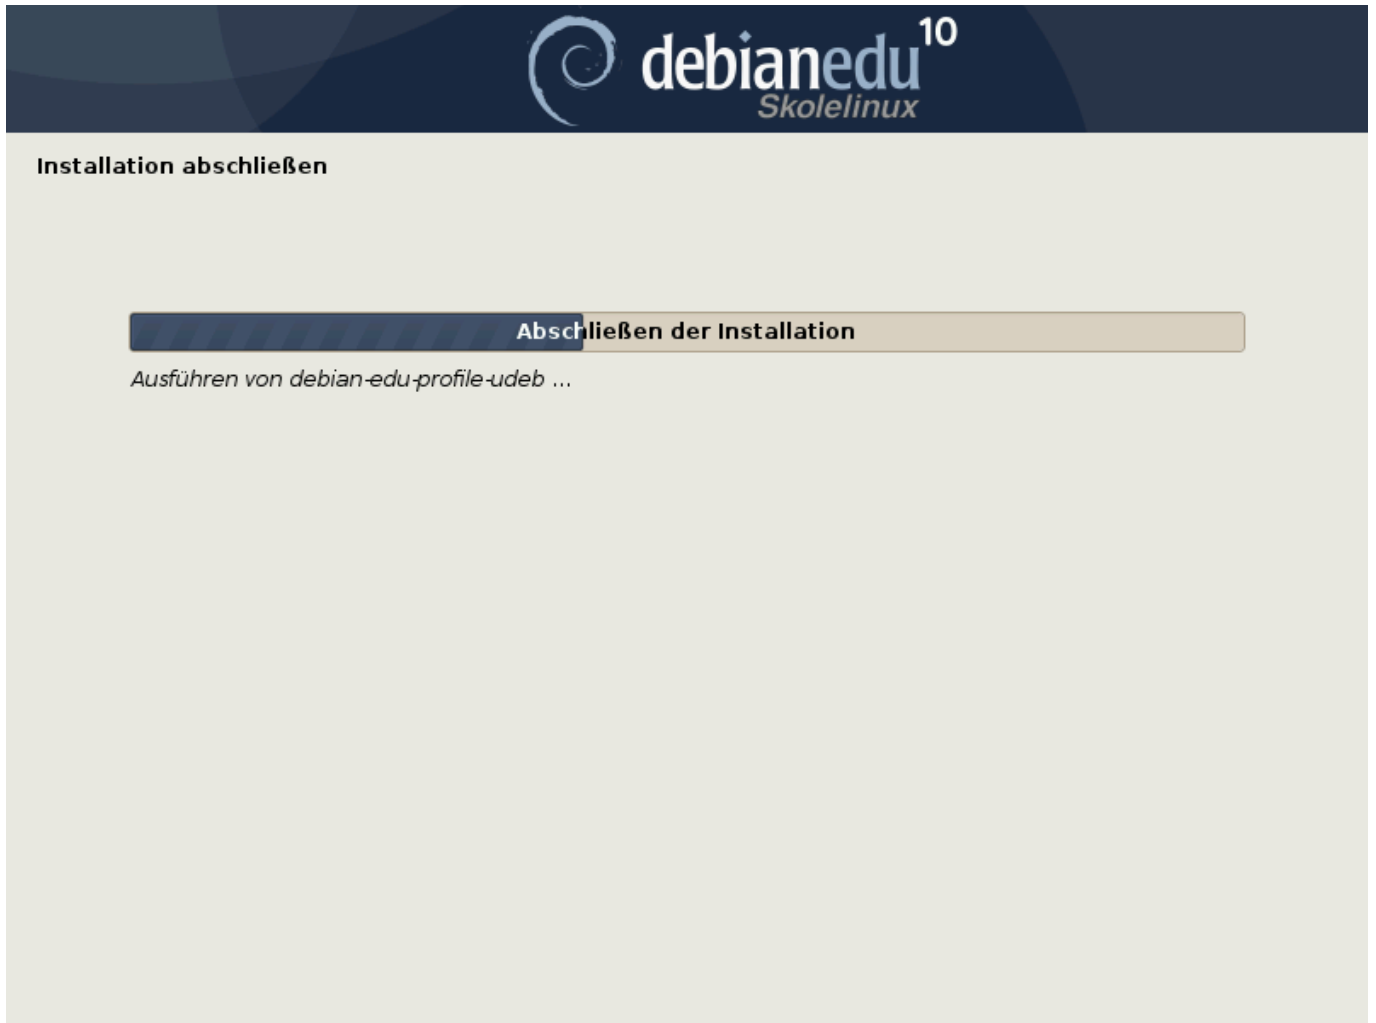 debianedu 10
Skolelinux
Installation abschließen
Abschließen der Installation
Ausführen von debian-edu-profile-udeb ...